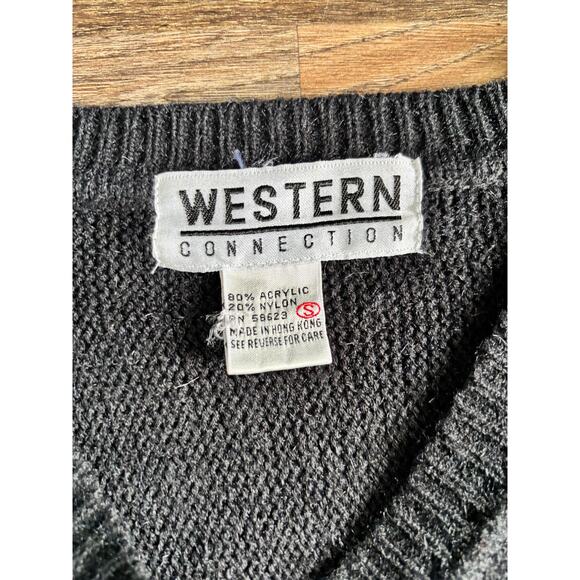 WESTERN
CONNECTION
80% ACRYLIC
20% NYLON
RN 58623 S
MADE IN HONG KONG
SEE REVERSE FOR CARE